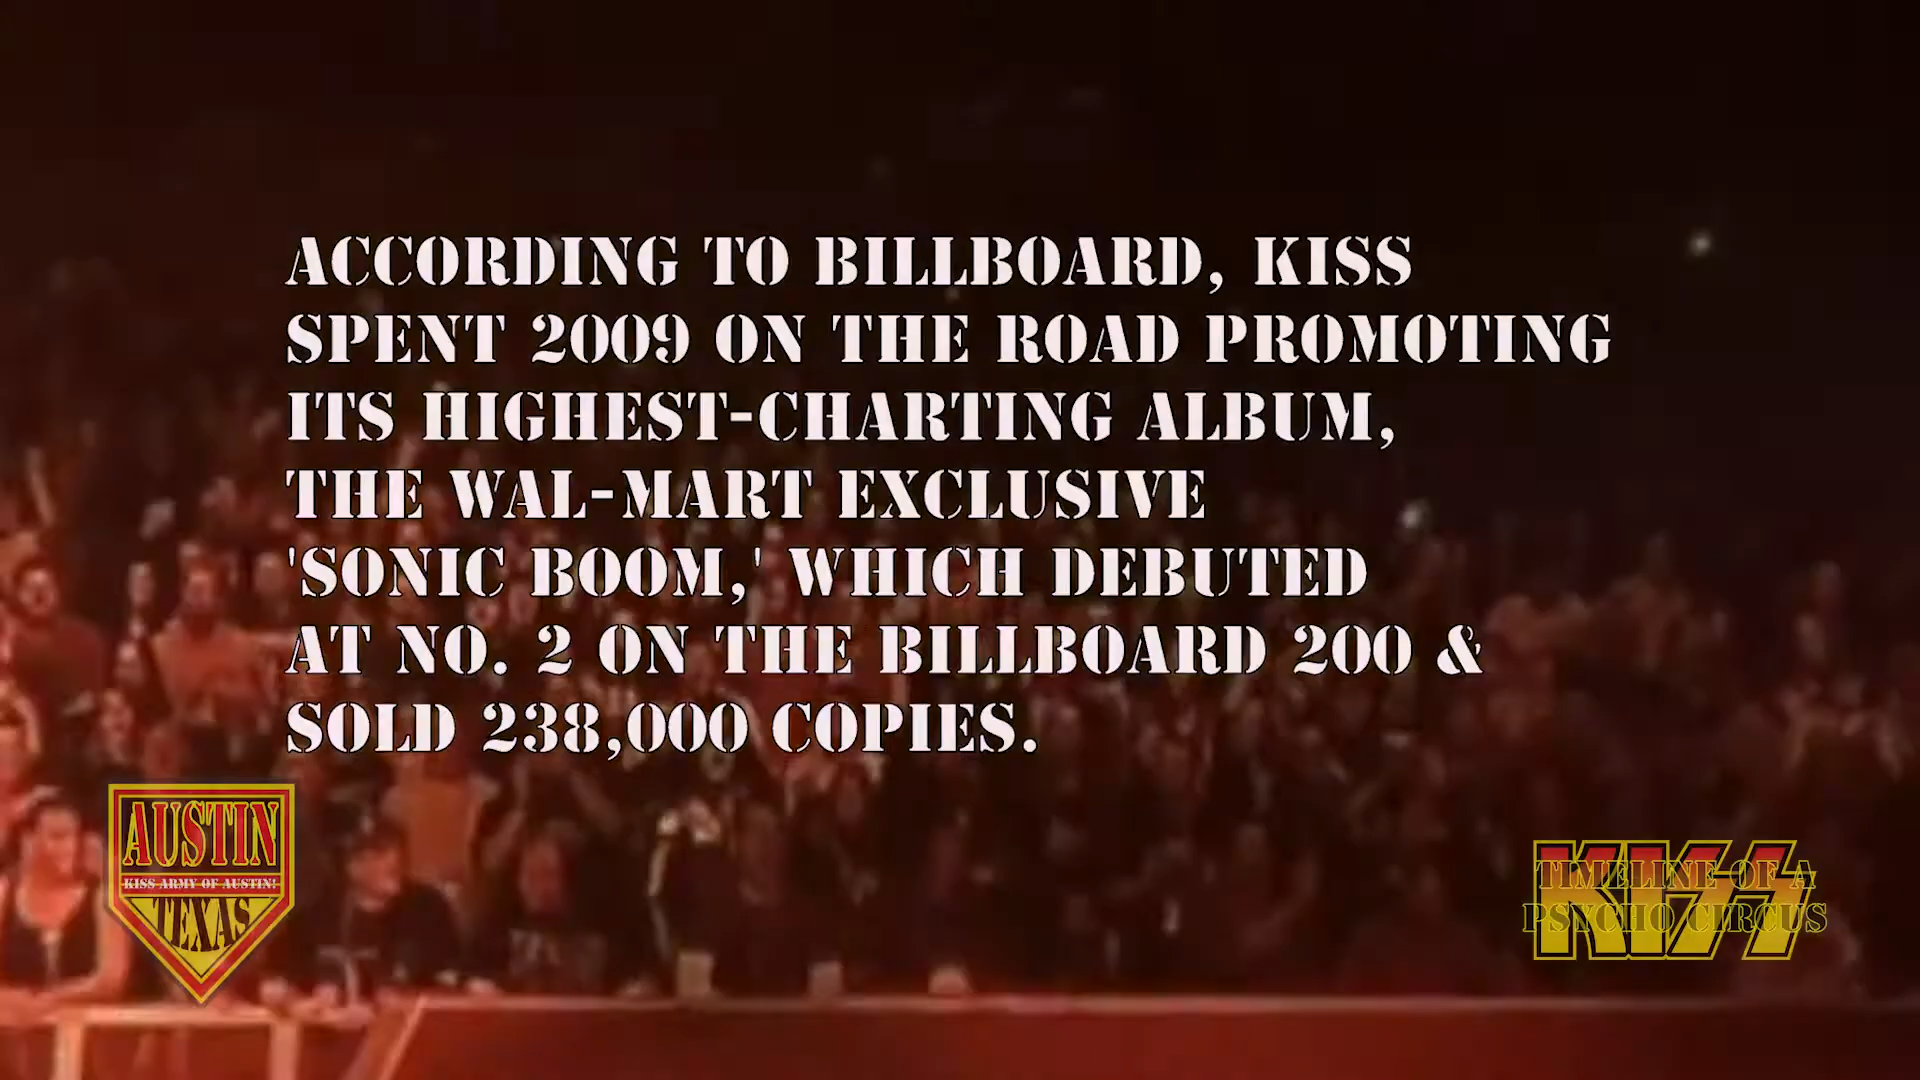 ACCORDING TO BILLBOARD, KISS
SPENT 2009 ON THE ROAD PROMOTING
ITS HIGHEST-CHARTING ALBUM,
THE WAL-MART EXCLUSIVE
'SONIC BOOM,' WHICH DEBUTED
AT NO. 2 ON THE BILLBOARD 200 &
SOLD 238,000 COPIES.
AUSTIN
KISS ARMY OF AUSTIN!
TEXAS
KISS
TIMELINE OF A
PSYCHO CIRCUS